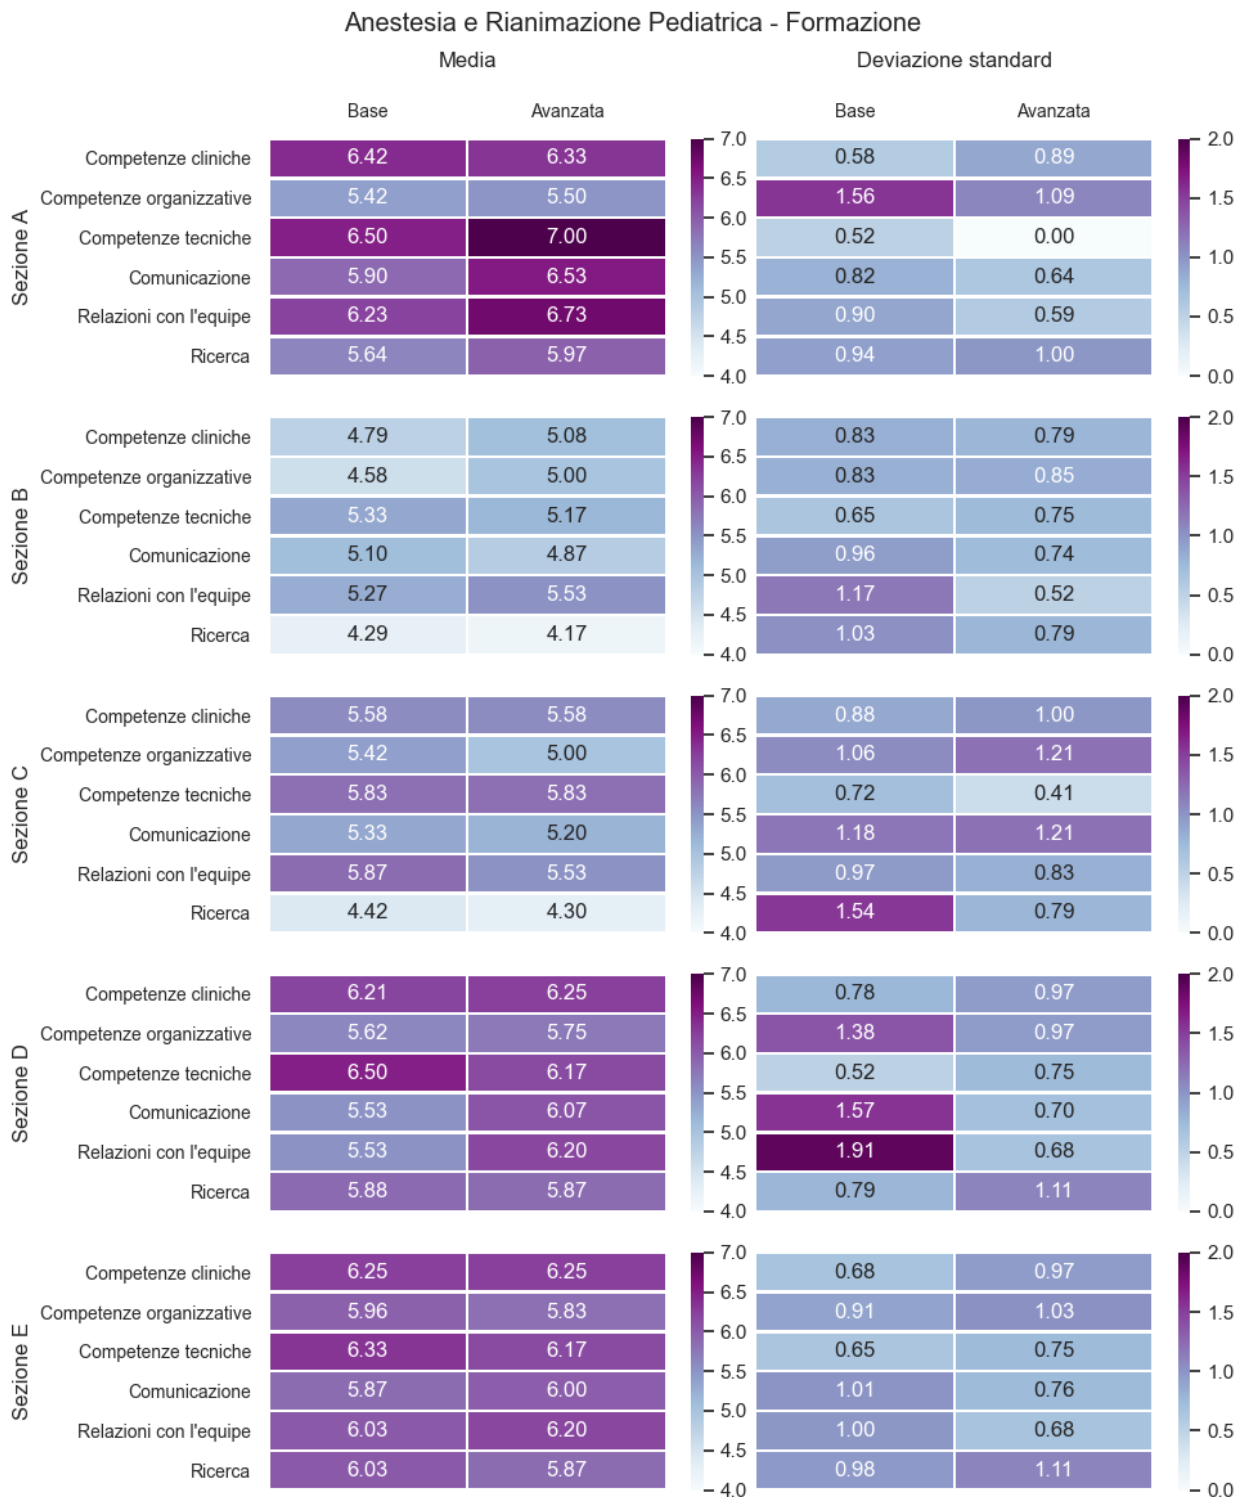 Anestesia e Rianimazione Pediatrica - Formazione
Media Deviazione standard
Base Avanzata Base Avanzata
Sezione A
Competenze cliniche 6.42 6.33 0.58 0.89
Competenze organizzative 5.42 5.50 1.56 1.09
Competenze tecniche 6.50 7.00 0.52 0.00
Comunicazione 5.90 6.53 0.82 0.64
Relazioni con l'equipe 6.23 6.73 0.90 0.59
Ricerca 5.64 5.97 0.94 1.00
7.0 6.5 6.0 5.5 5.0 4.5 4.0
2.0 1.5 1.0 0.5 0.0
Sezione B
Competenze cliniche 4.79 5.08 0.83 0.79
Competenze organizzative 4.58 5.00 0.83 0.85
Competenze tecniche 5.33 5.17 0.65 0.75
Comunicazione 5.10 4.87 0.96 0.74
Relazioni con l'equipe 5.27 5.53 1.17 0.52
Ricerca 4.29 4.17 1.03 0.79
7.0 6.5 6.0 5.5 5.0 4.5 4.0
2.0 1.5 1.0 0.5 0.0
Sezione C
Competenze cliniche 5.58 5.58 0.88 1.00
Competenze organizzative 5.42 5.00 1.06 1.21
Competenze tecniche 5.83 5.83 0.72 0.41
Comunicazione 5.33 5.20 1.18 1.21
Relazioni con l'equipe 5.87 5.53 0.97 0.83
Ricerca 4.42 4.30 1.54 0.79
7.0 6.5 6.0 5.5 5.0 4.5 4.0
2.0 1.5 1.0 0.5 0.0
Sezione D
Competenze cliniche 6.21 6.25 0.78 0.97
Competenze organizzative 5.62 5.75 1.38 0.97
Competenze tecniche 6.50 6.17 0.52 0.75
Comunicazione 5.53 6.07 1.57 0.70
Relazioni con l'equipe 5.53 6.20 1.91 0.68
Ricerca 5.88 5.87 0.79 1.11
7.0 6.5 6.0 5.5 5.0 4.5 4.0
2.0 1.5 1.0 0.5 0.0
Sezione E
Competenze cliniche 6.25 6.25 0.68 0.97
Competenze organizzative 5.96 5.83 0.91 1.03
Competenze tecniche 6.33 6.17 0.65 0.75
Comunicazione 5.87 6.00 1.01 0.76
Relazioni con l'equipe 6.03 6.20 1.00 0.68
Ricerca 6.03 5.87 0.98 1.11
7.0 6.5 6.0 5.5 5.0 4.5 4.0
2.0 1.5 1.0 0.5 0.0